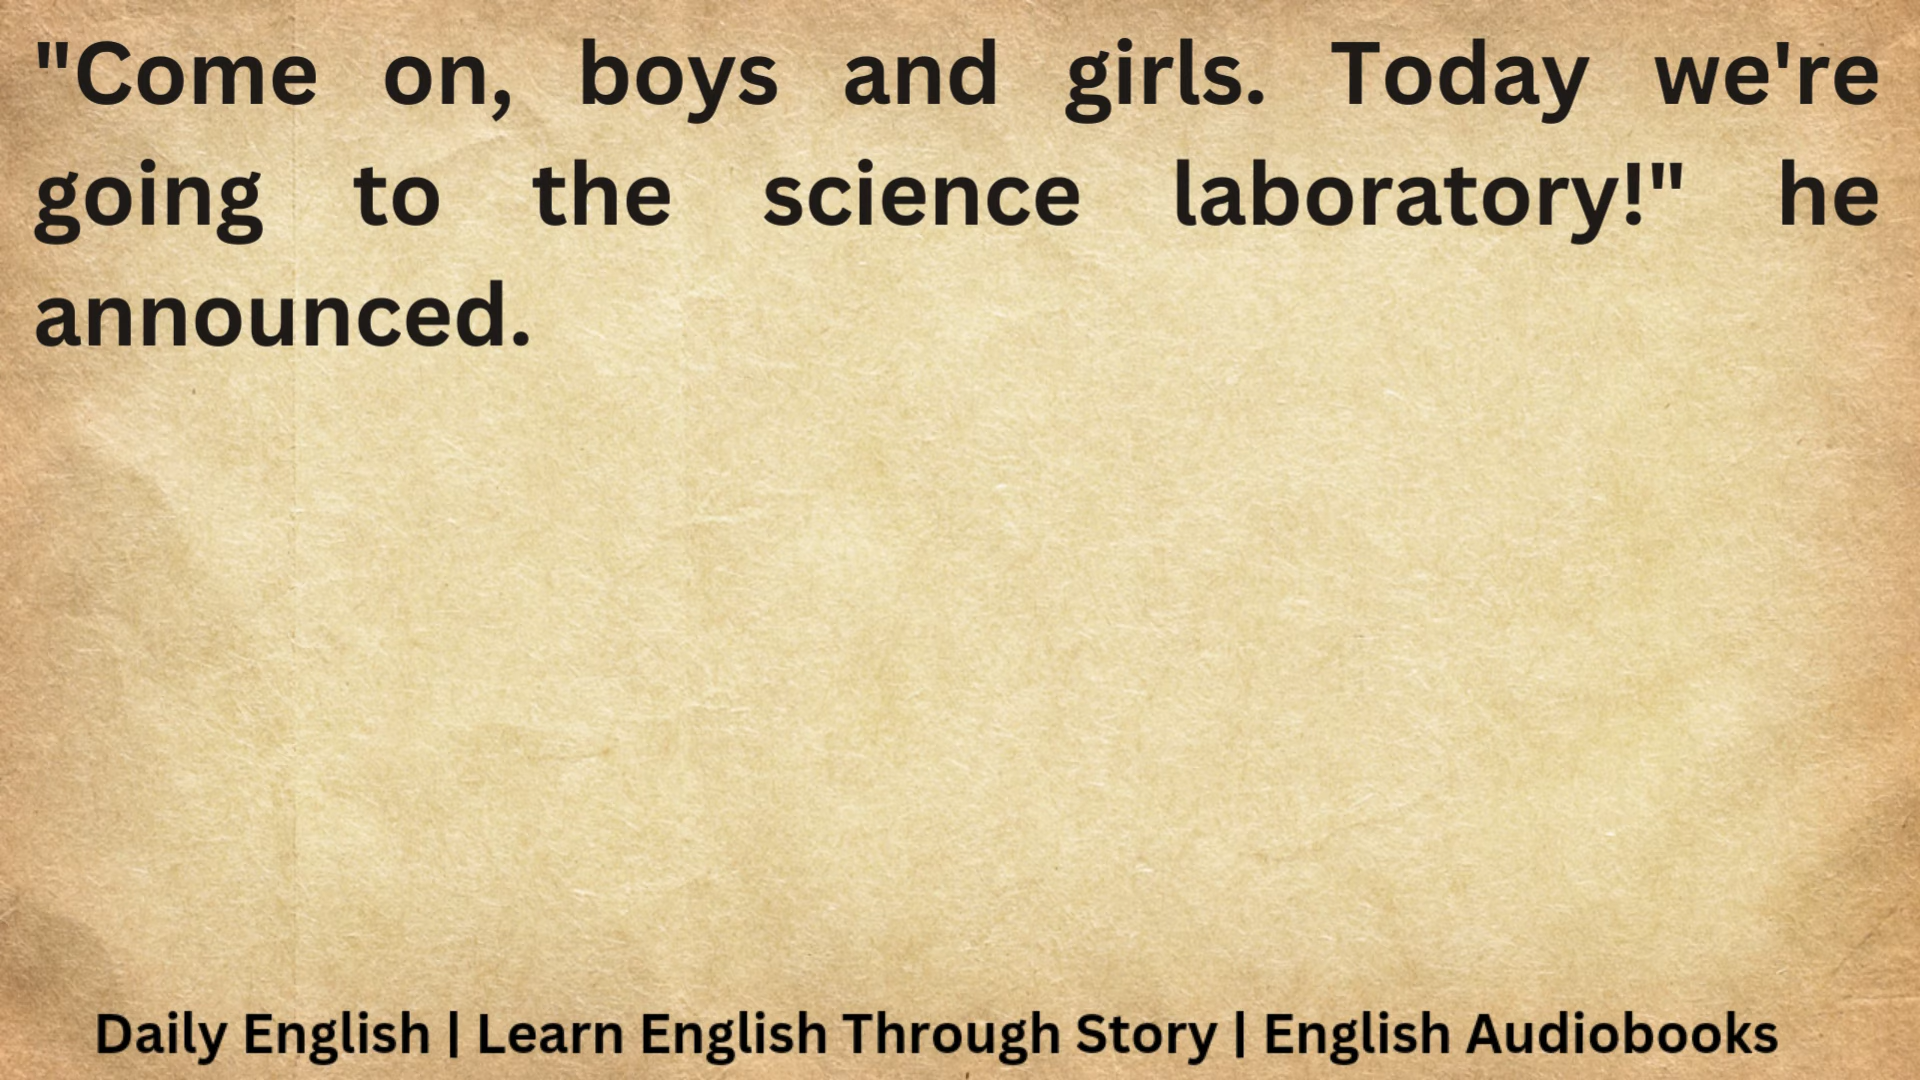 "Come on, boys and girls. Today we're
going to the science laboratory!" he
announced.
Daily English | Learn English Through Story | English Audiobooks